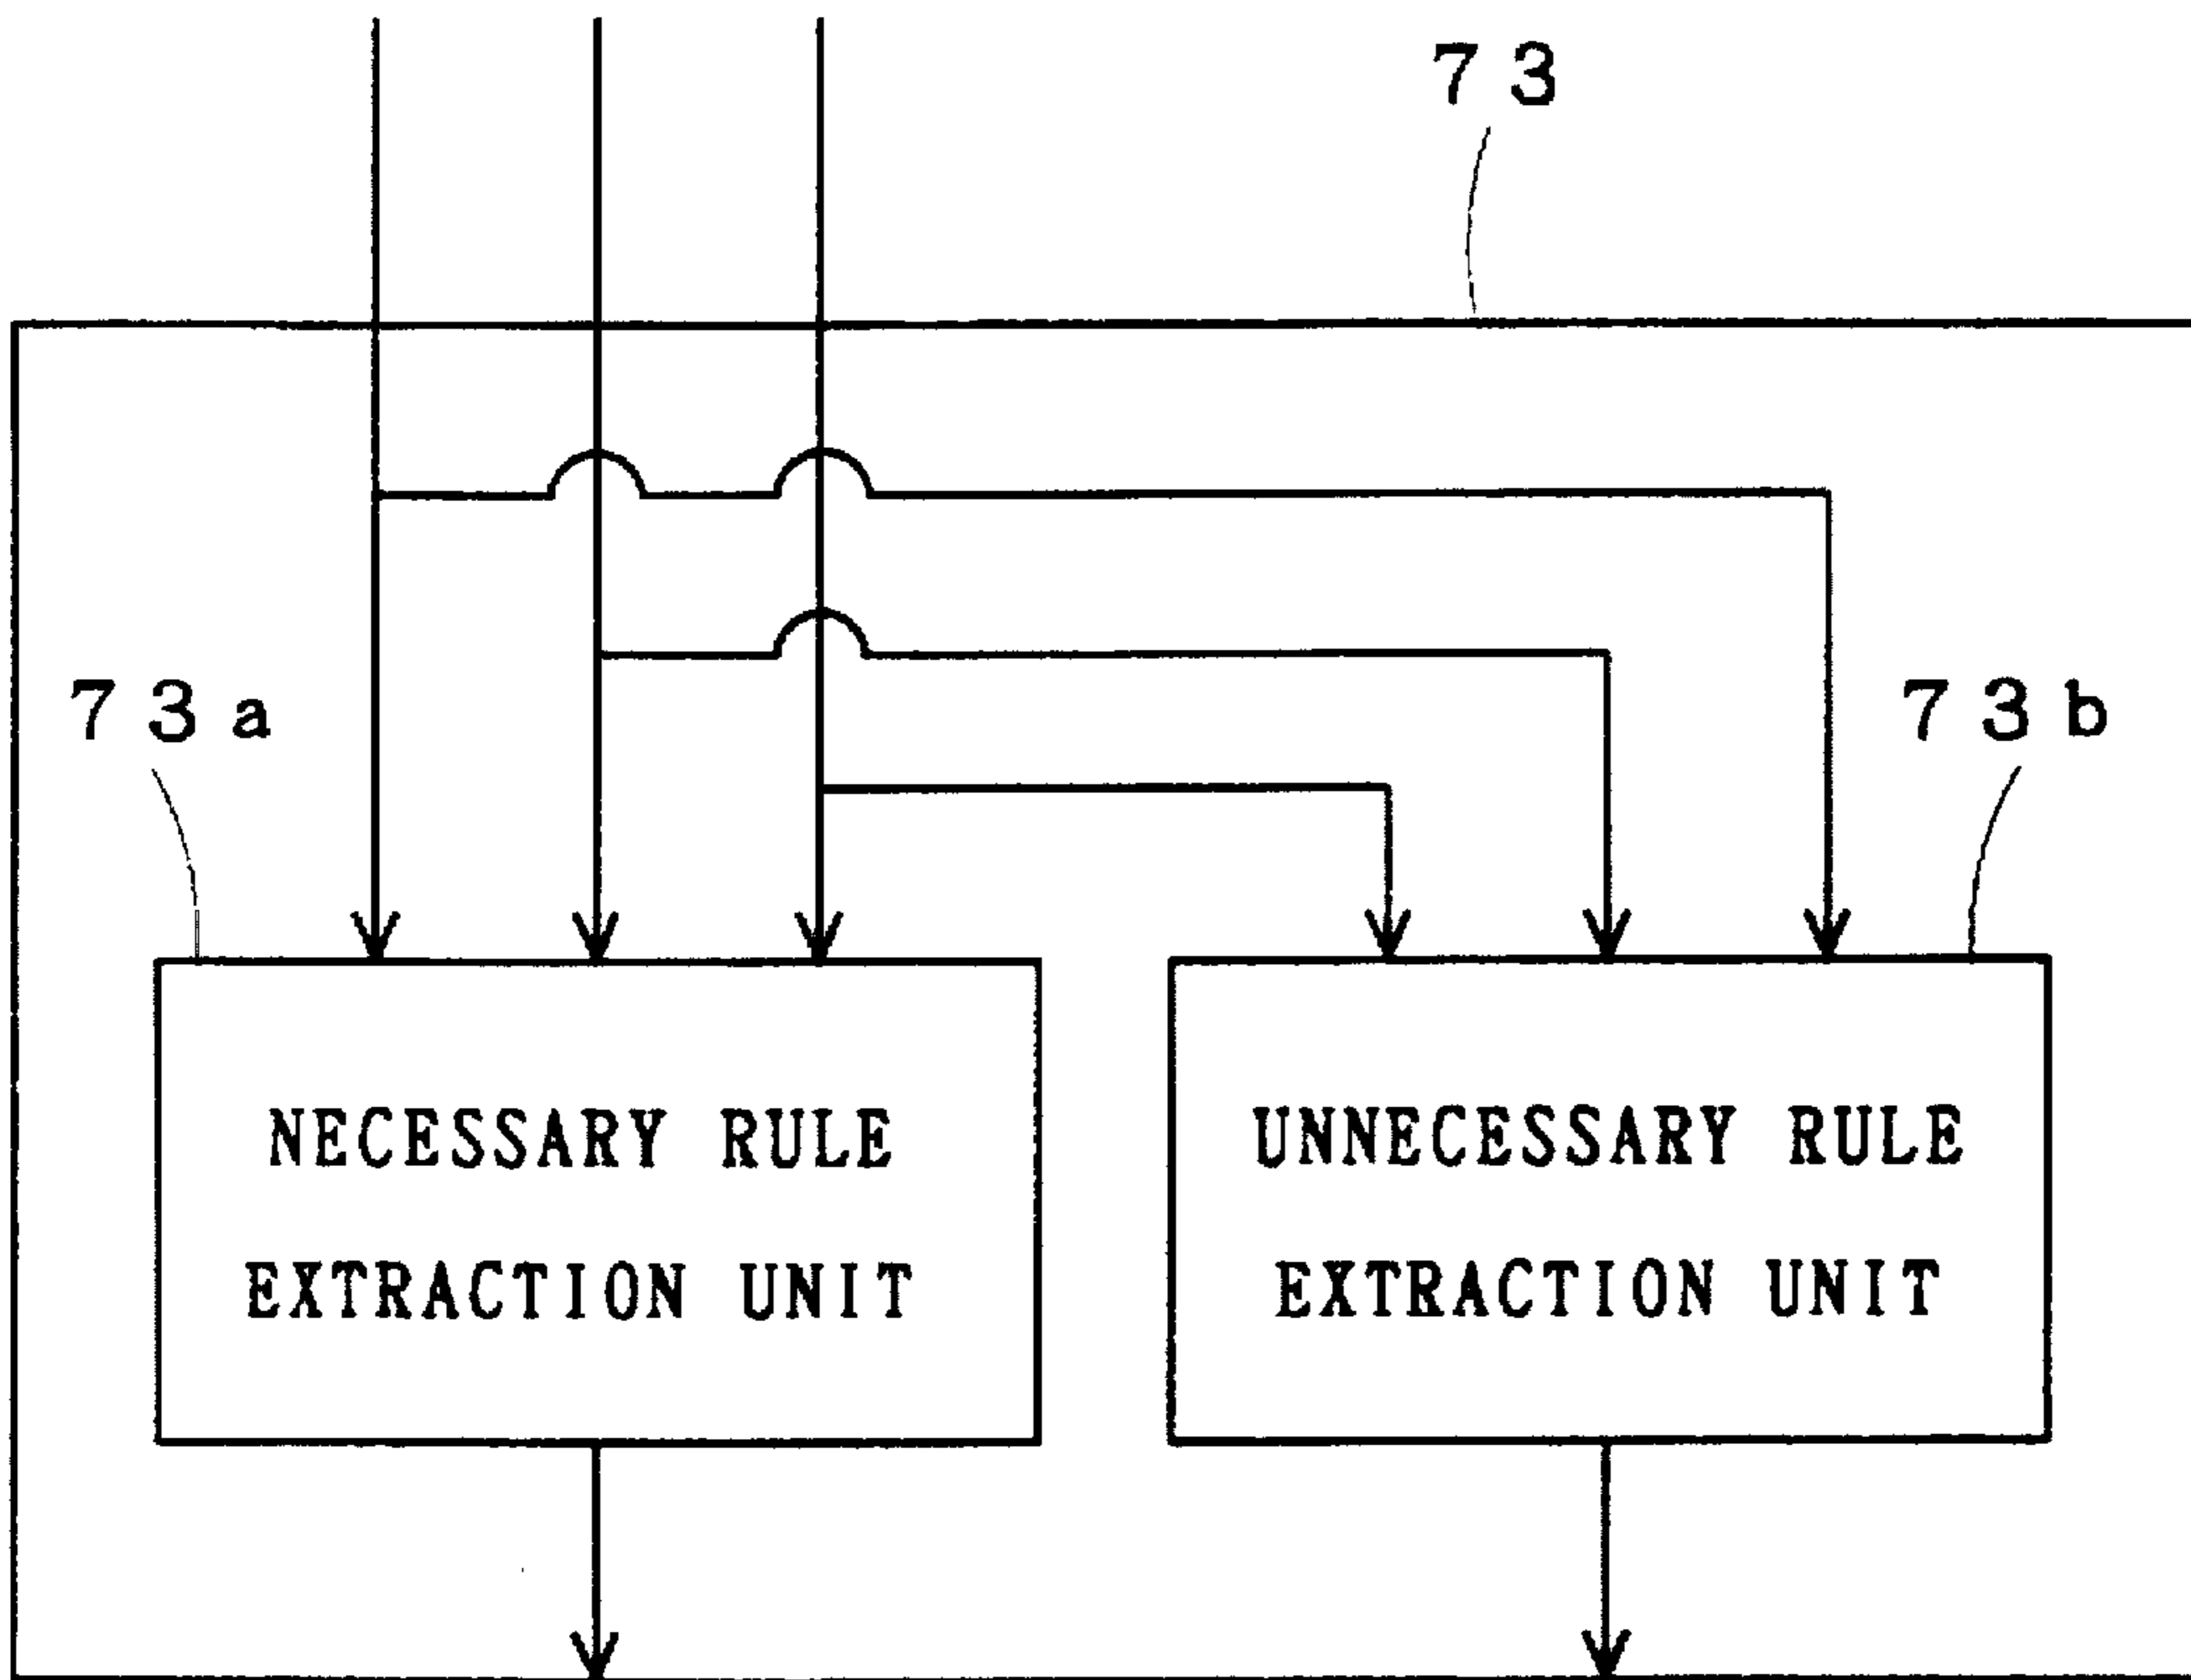 73
73a
73b
NECESSARY RULE
EXTRACTION UNIT
UNNECESSARY RULE
EXTRACTION UNIT